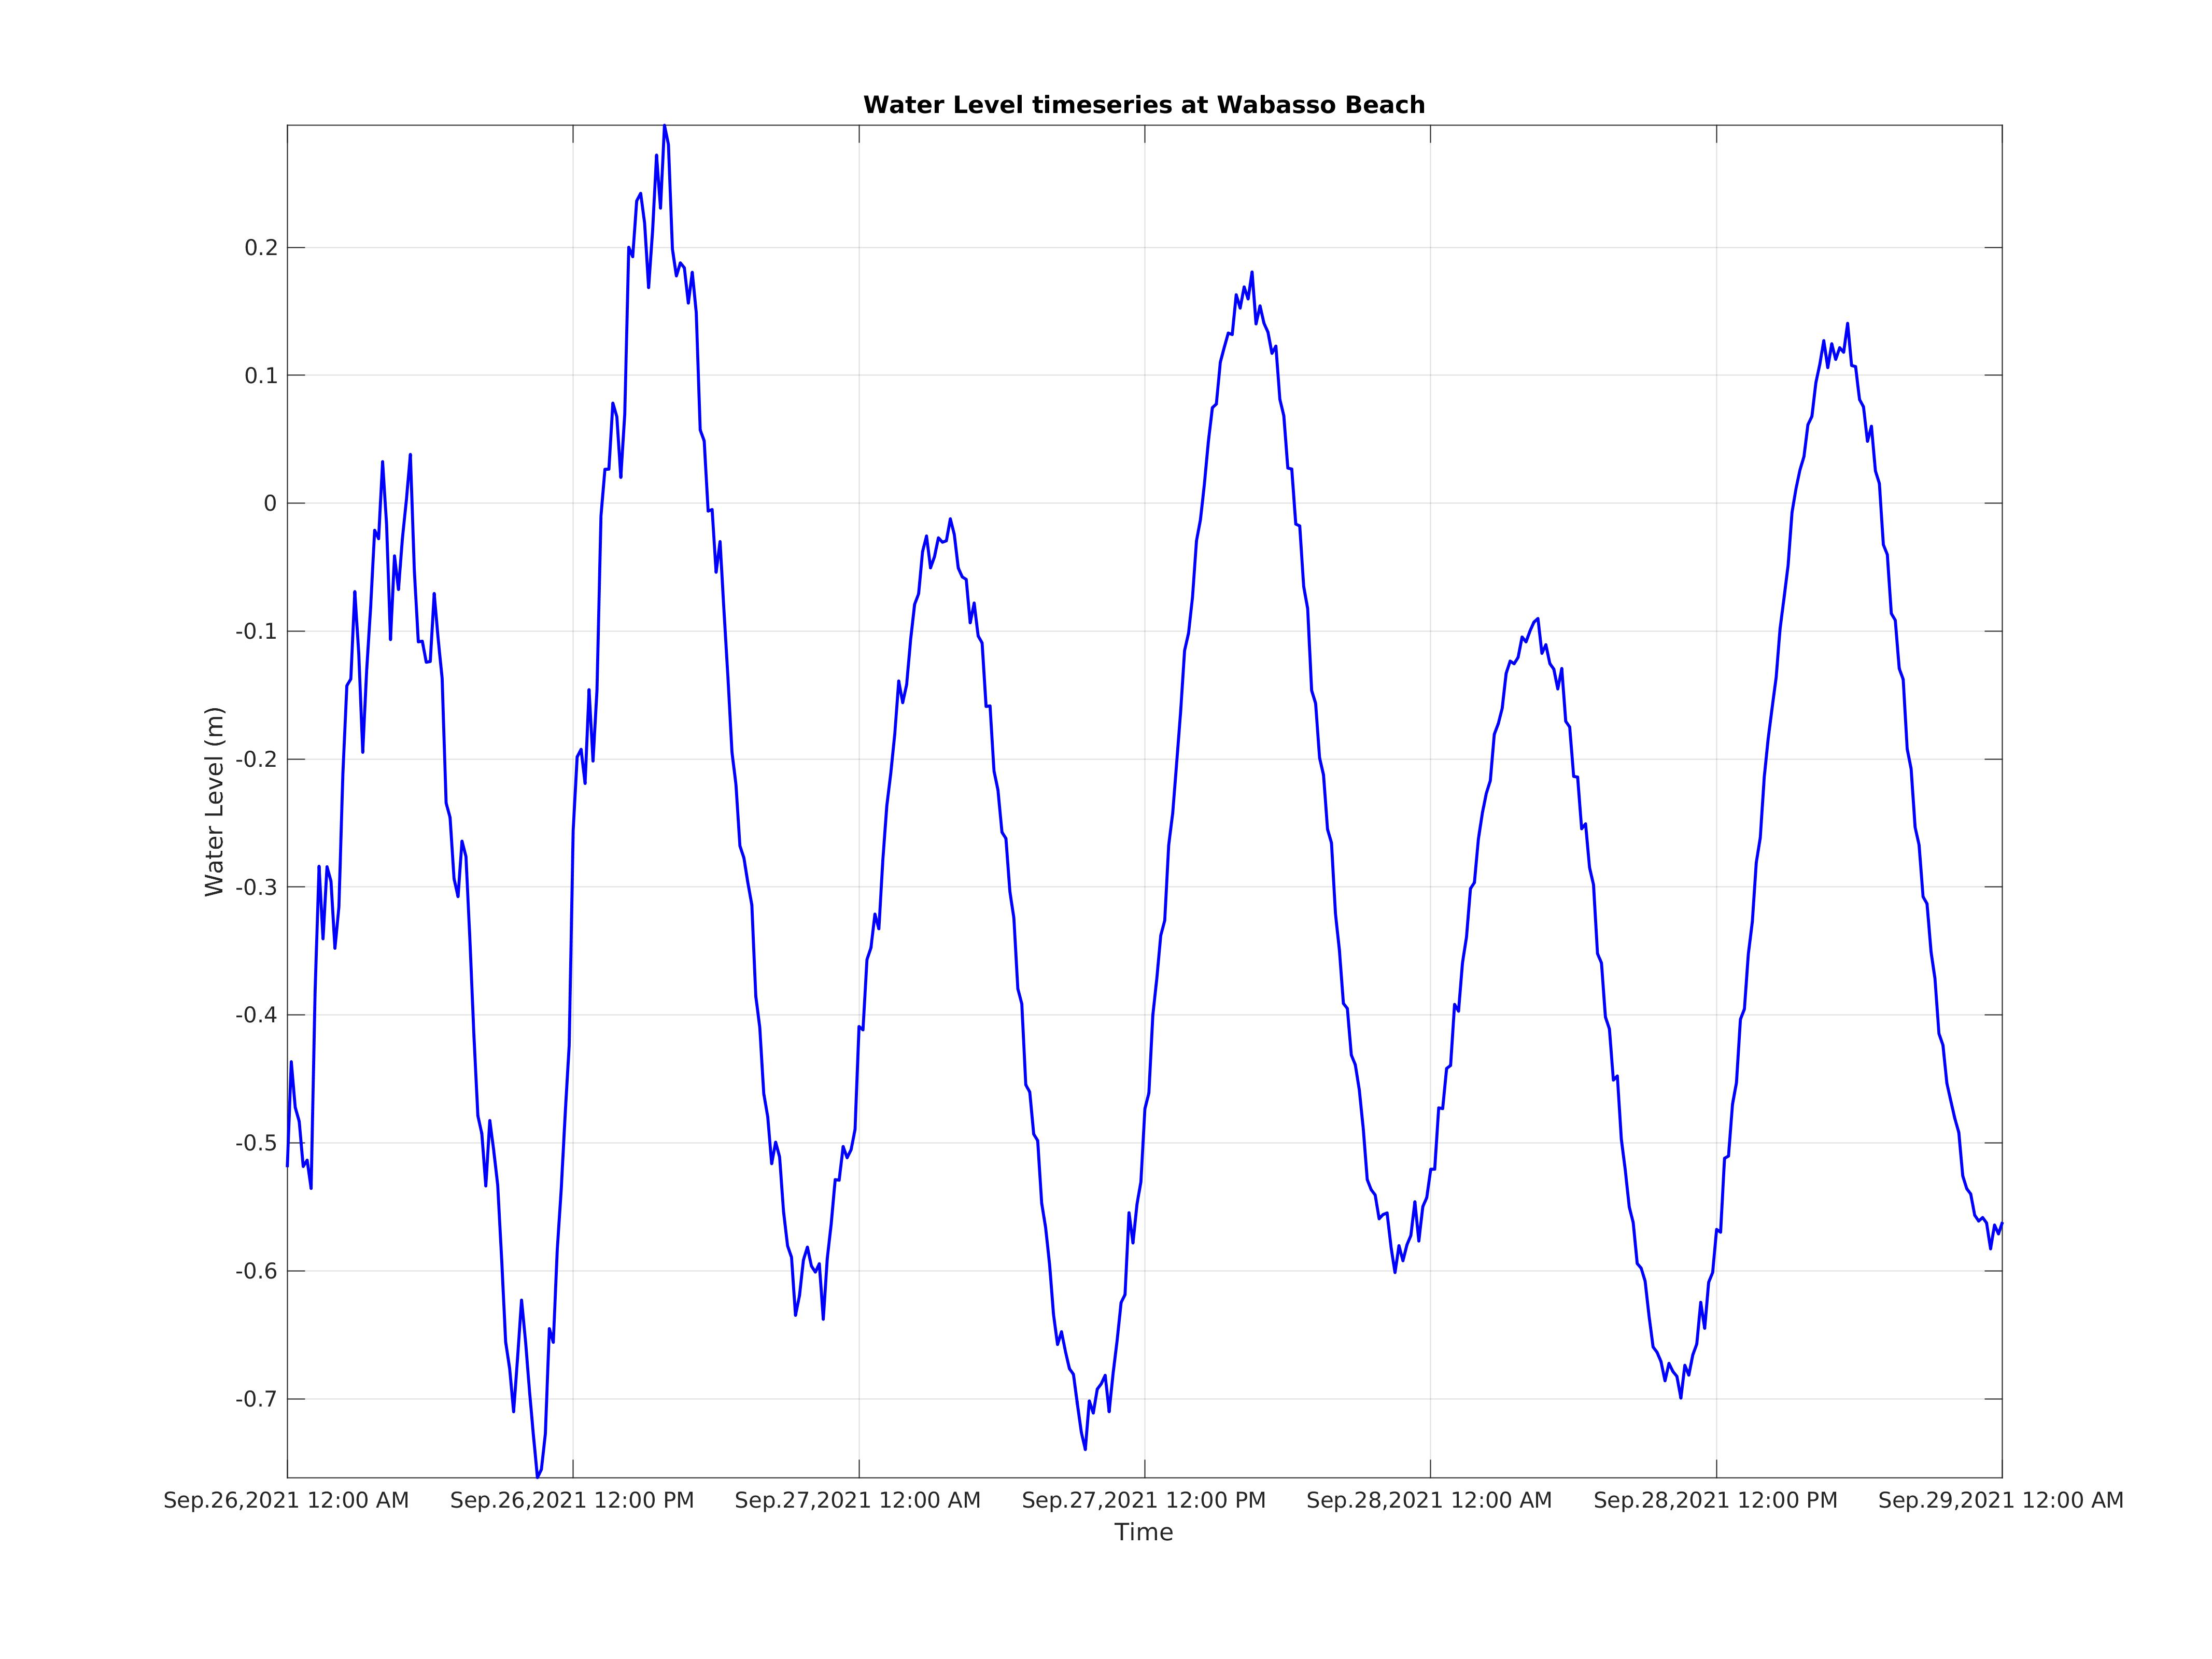 Water Level timeseries at Wabasso Beach
0.2
0.1
0
-0.1
-0.2
-0.3
-0.4
-0.5
-0.6
-0.7
Water Level (m)
Sep.26,2021 12:00 AM
Sep.26,2021 12:00 PM
Sep.27,2021 12:00 AM
Sep.27,2021 12:00 PM
Sep.28,2021 12:00 AM
Sep.28,2021 12:00 PM
Sep.29,2021 12:00 AM
Time